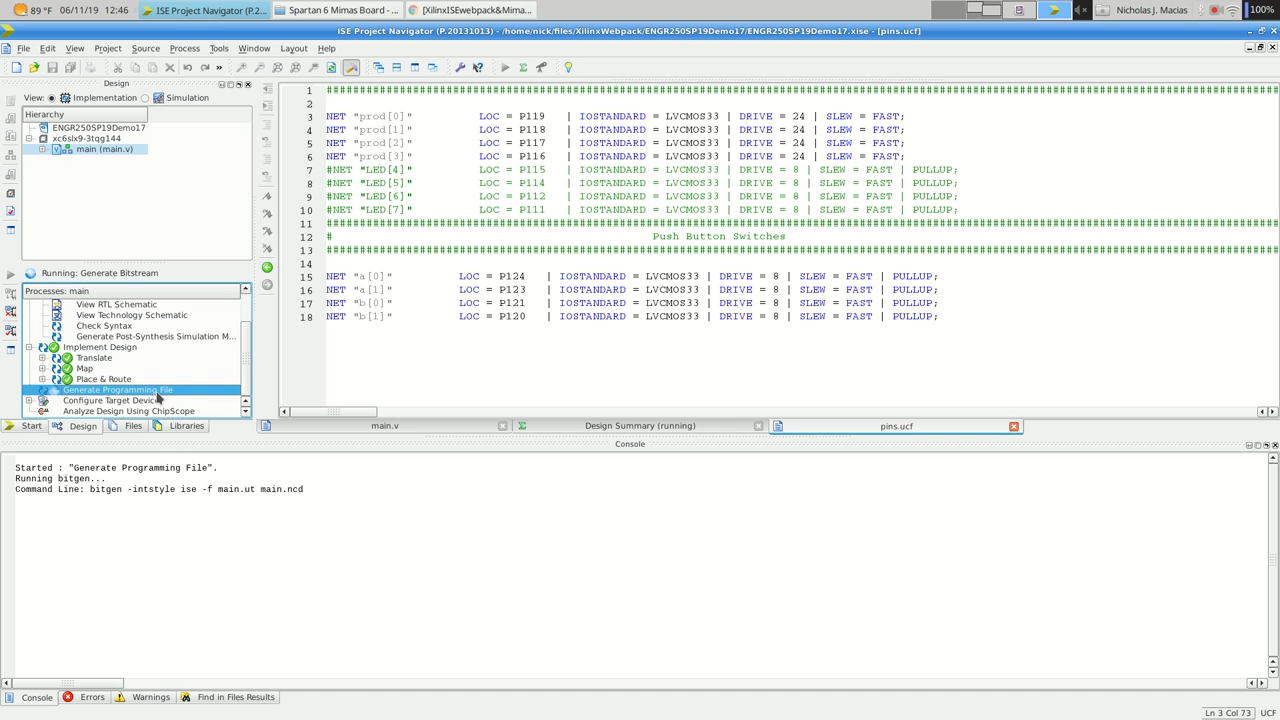 89 °F 06/11/19 12:46 ISE Project Navigator (P.2... Spartan 6 Mimas Board - ... [XilinxISEwebpack&Mima... Nicholas J. Macias 100%
ISE Project Navigator (P.20131013) - /home/nick/files/XilinxWebpack/ENGR250SP19Demo17/ENGR250SP19Demo17.xise - [pins.ucf]
File Edit View Project Source Process Tools Window Layout Help
Design
View: Implementation Simulation
Hierarchy
ENGR250SP19Demo17
xc6slx9-3tqg144
main (main.v)
Running: Generate Bitstream
Processes: main
View RTL Schematic
View Technology Schematic
Check Syntax
Generate Post-Synthesis Simulation M...
Implement Design
Translate
Map
Place & Route
Generate Programming File
Configure Target Device
Analyze Design Using ChipScope
Start Design Files Libraries
1 ################################################################################
2
3 NET "prod[0]" LOC = P119 | IOSTANDARD = LVCMOS33 | DRIVE = 24 | SLEW = FAST;
4 NET "prod[1]" LOC = P118 | IOSTANDARD = LVCMOS33 | DRIVE = 24 | SLEW = FAST;
5 NET "prod[2]" LOC = P117 | IOSTANDARD = LVCMOS33 | DRIVE = 24 | SLEW = FAST;
6 NET "prod[3]" LOC = P116 | IOSTANDARD = LVCMOS33 | DRIVE = 24 | SLEW = FAST;
7 #NET "LED[4]" LOC = P115 | IOSTANDARD = LVCMOS33 | DRIVE = 8 | SLEW = FAST | PULLUP;
8 #NET "LED[5]" LOC = P114 | IOSTANDARD = LVCMOS33 | DRIVE = 8 | SLEW = FAST | PULLUP;
9 #NET "LED[6]" LOC = P112 | IOSTANDARD = LVCMOS33 | DRIVE = 8 | SLEW = FAST | PULLUP;
10 #NET "LED[7]" LOC = P111 | IOSTANDARD = LVCMOS33 | DRIVE = 8 | SLEW = FAST | PULLUP;
11 ################################################################################
12 # Push Button Switches
13 ################################################################################
14
15 NET "a[0]" LOC = P124 | IOSTANDARD = LVCMOS33 | DRIVE = 8 | SLEW = FAST | PULLUP;
16 NET "a[1]" LOC = P123 | IOSTANDARD = LVCMOS33 | DRIVE = 8 | SLEW = FAST | PULLUP;
17 NET "b[0]" LOC = P121 | IOSTANDARD = LVCMOS33 | DRIVE = 8 | SLEW = FAST | PULLUP;
18 NET "b[1]" LOC = P120 | IOSTANDARD = LVCMOS33 | DRIVE = 8 | SLEW = FAST | PULLUP;
main.v Design Summary (running) pins.ucf
Console
Started : "Generate Programming File".
Running bitgen...
Command Line: bitgen -intstyle ise -f main.ut main.ncd
Console Errors Warnings Find in Files Results
Ln 3 Col 73 UCF